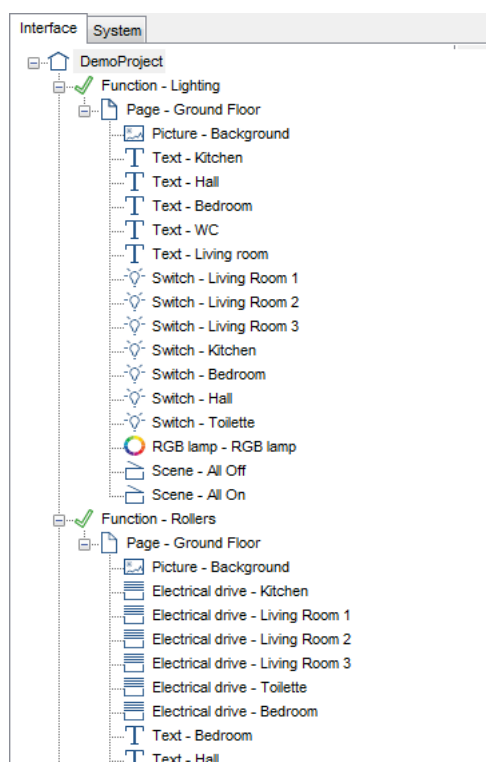 Interface System
DemoProject
Function - Lighting
Page - Ground Floor
Picture - Background
Text - Kitchen
Text - Hall
Text - Bedroom
Text - WC
Text - Living room
Switch - Living Room 1
Switch - Living Room 2
Switch - Living Room 3
Switch - Kitchen
Switch - Bedroom
Switch - Hall
Switch - Toilette
RGB lamp - RGB lamp
Scene - All Off
Scene - All On
Function - Rollers
Page - Ground Floor
Picture - Background
Electrical drive - Kitchen
Electrical drive - Living Room 1
Electrical drive - Living Room 2
Electrical drive - Living Room 3
Electrical drive - Toilette
Electrical drive - Bedroom
Text - Bedroom
Text - Hall